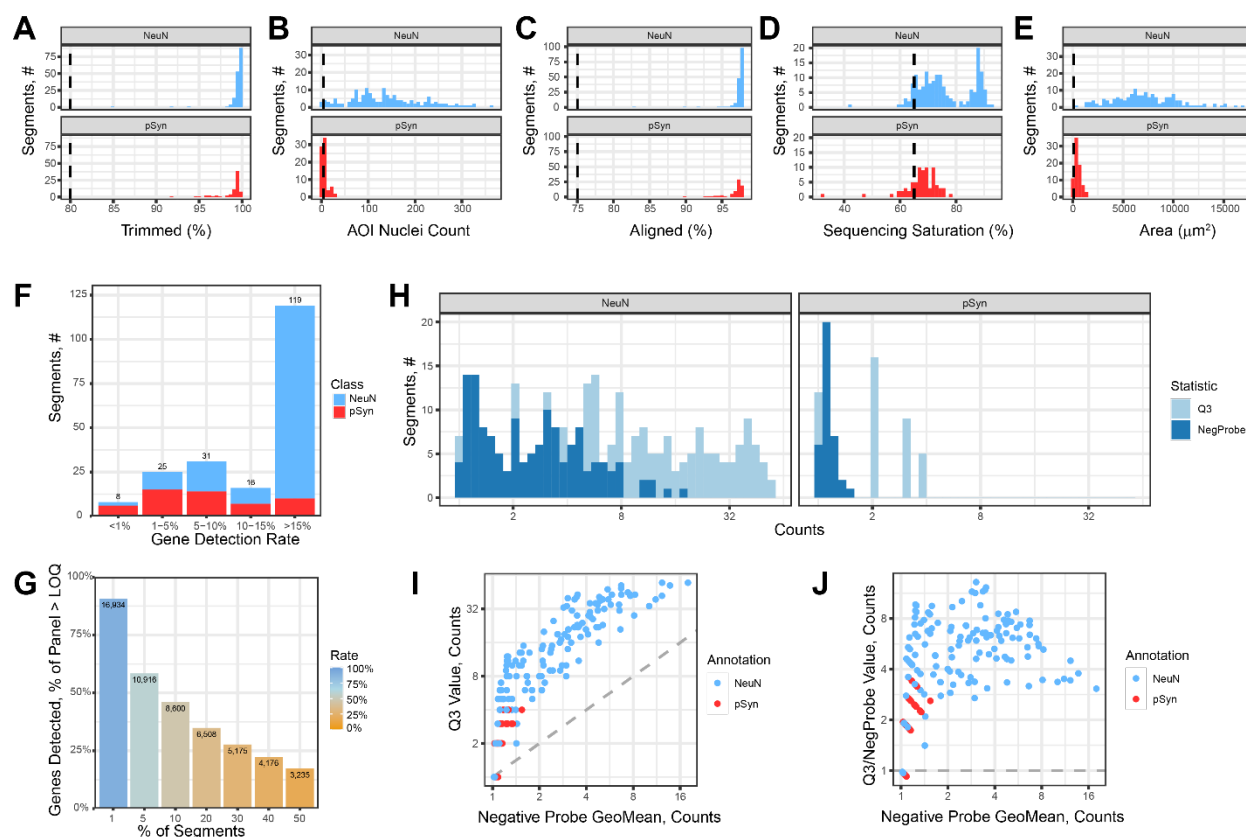 A
B
C
D
E
NeuN
NeuN
NeuN
NeuN
NeuN
Segments, #
75
50
25
0
30
20
10
0
100
75
50
25
0
20
15
10
5
0
30
20
10
0
pSyn
pSyn
pSyn
pSyn
pSyn
75
50
25
0
30
20
10
0
100
75
50
25
0
20
15
10
5
0
30
20
10
0
80 85 90 95 100
0 100 200 300
75 80 85 90 95
40 60 80
0 5000 10000 15000
Trimmed (%)
AOI Nuclei Count
Aligned (%)
Sequencing Saturation (%)
Area (μm²)
Segments, #
Segments, #
Segments, #
Segments, #
F
Segments, #
125
100
75
50
25
0
8
25
31
16
119
<1% 1−5% 5−10% 10−15% >15%
Gene Detection Rate
Class
NeuN
pSyn
H
NeuN
pSyn
Segments, #
20
15
10
5
0
2 8 32
2 8 32
Counts
Statistic
Q3
NegProbe
G
Genes Detected, % of Panel > LOQ
100%
75%
50%
25%
0%
16,934
10,916
8,600
6,508
5,175
4,176
3,235
1 5 10 20 30 40 50
% of Segments
Rate
100%
75%
50%
25%
0%
I
Q3 Value, Counts
32
8
2
1 2 4 8 16
Negative Probe GeoMean, Counts
Annotation
NeuN
pSyn
J
Q3/NegProbe Value, Counts
8
4
2
1
1 2 4 8 16
Negative Probe GeoMean, Counts
Annotation
NeuN
pSyn